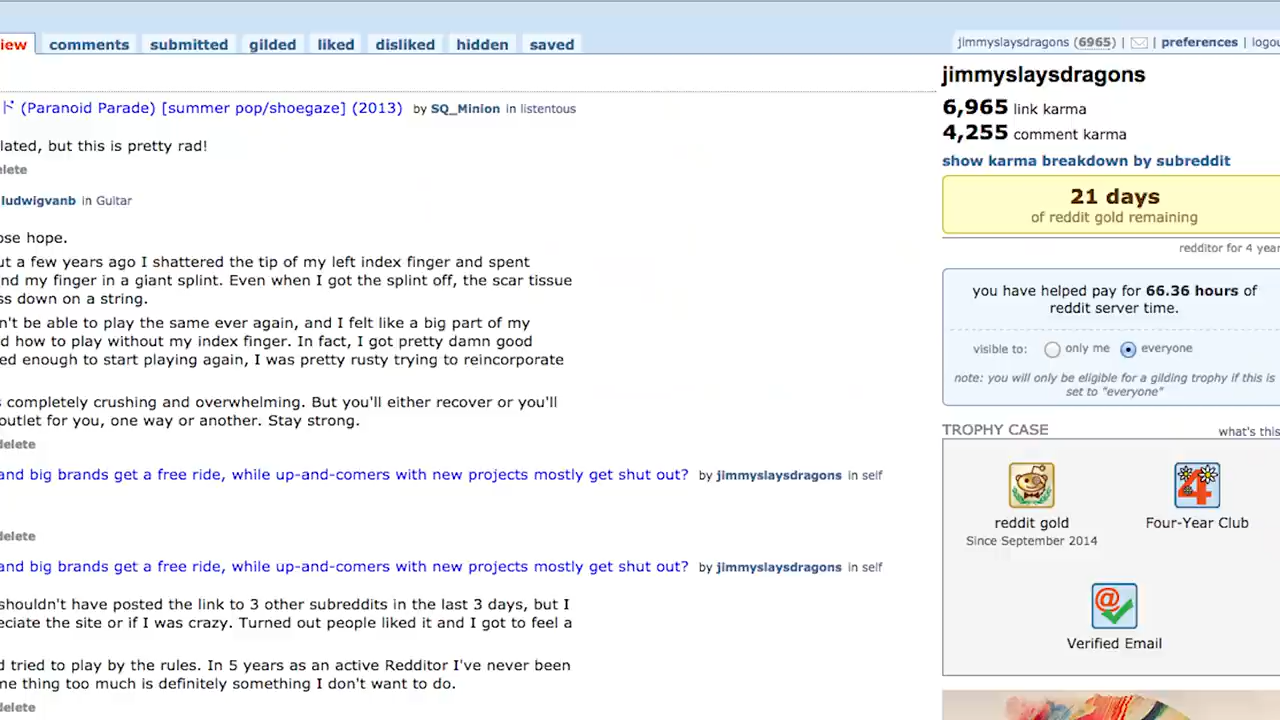 iew comments submitted gilded liked disliked hidden saved
jimmyslaysdragons (6965) | | preferences | logou
ド (Paranoid Parade) [summer pop/shoegaze] (2013) by SQ_Minion in listentous
lated, but this is pretty rad!
elete
ludwigvanb in Guitar
ose hope.
ut a few years ago I shattered the tip of my left index finger and spent
nd my finger in a giant splint. Even when I got the splint off, the scar tissue
ss down on a string.
n't be able to play the same ever again, and I felt like a big part of my
d how to play without my index finger. In fact, I got pretty damn good
ed enough to start playing again, I was pretty rusty trying to reincorporate
s completely crushing and overwhelming. But you'll either recover or you'll
outlet for you, one way or another. Stay strong.
delete
and big brands get a free ride, while up-and-comers with new projects mostly get shut out? by jimmyslaysdragons in self
delete
and big brands get a free ride, while up-and-comers with new projects mostly get shut out? by jimmyslaysdragons in self
shouldn't have posted the link to 3 other subreddits in the last 3 days, but I
eciate the site or if I was crazy. Turned out people liked it and I got to feel a
d tried to play by the rules. In 5 years as an active Redditor I've never been
me thing too much is definitely something I don't want to do.
delete
jimmyslaysdragons
6,965 link karma
4,255 comment karma
show karma breakdown by subreddit
21 days
of reddit gold remaining
redditor for 4 year
you have helped pay for 66.36 hours of
reddit server time.
visible to: only me everyone
note: you will only be eligible for a gilding trophy if this is
set to "everyone"
TROPHY CASE what's this
reddit gold
Since September 2014
4
Four-Year Club
@
Verified Email